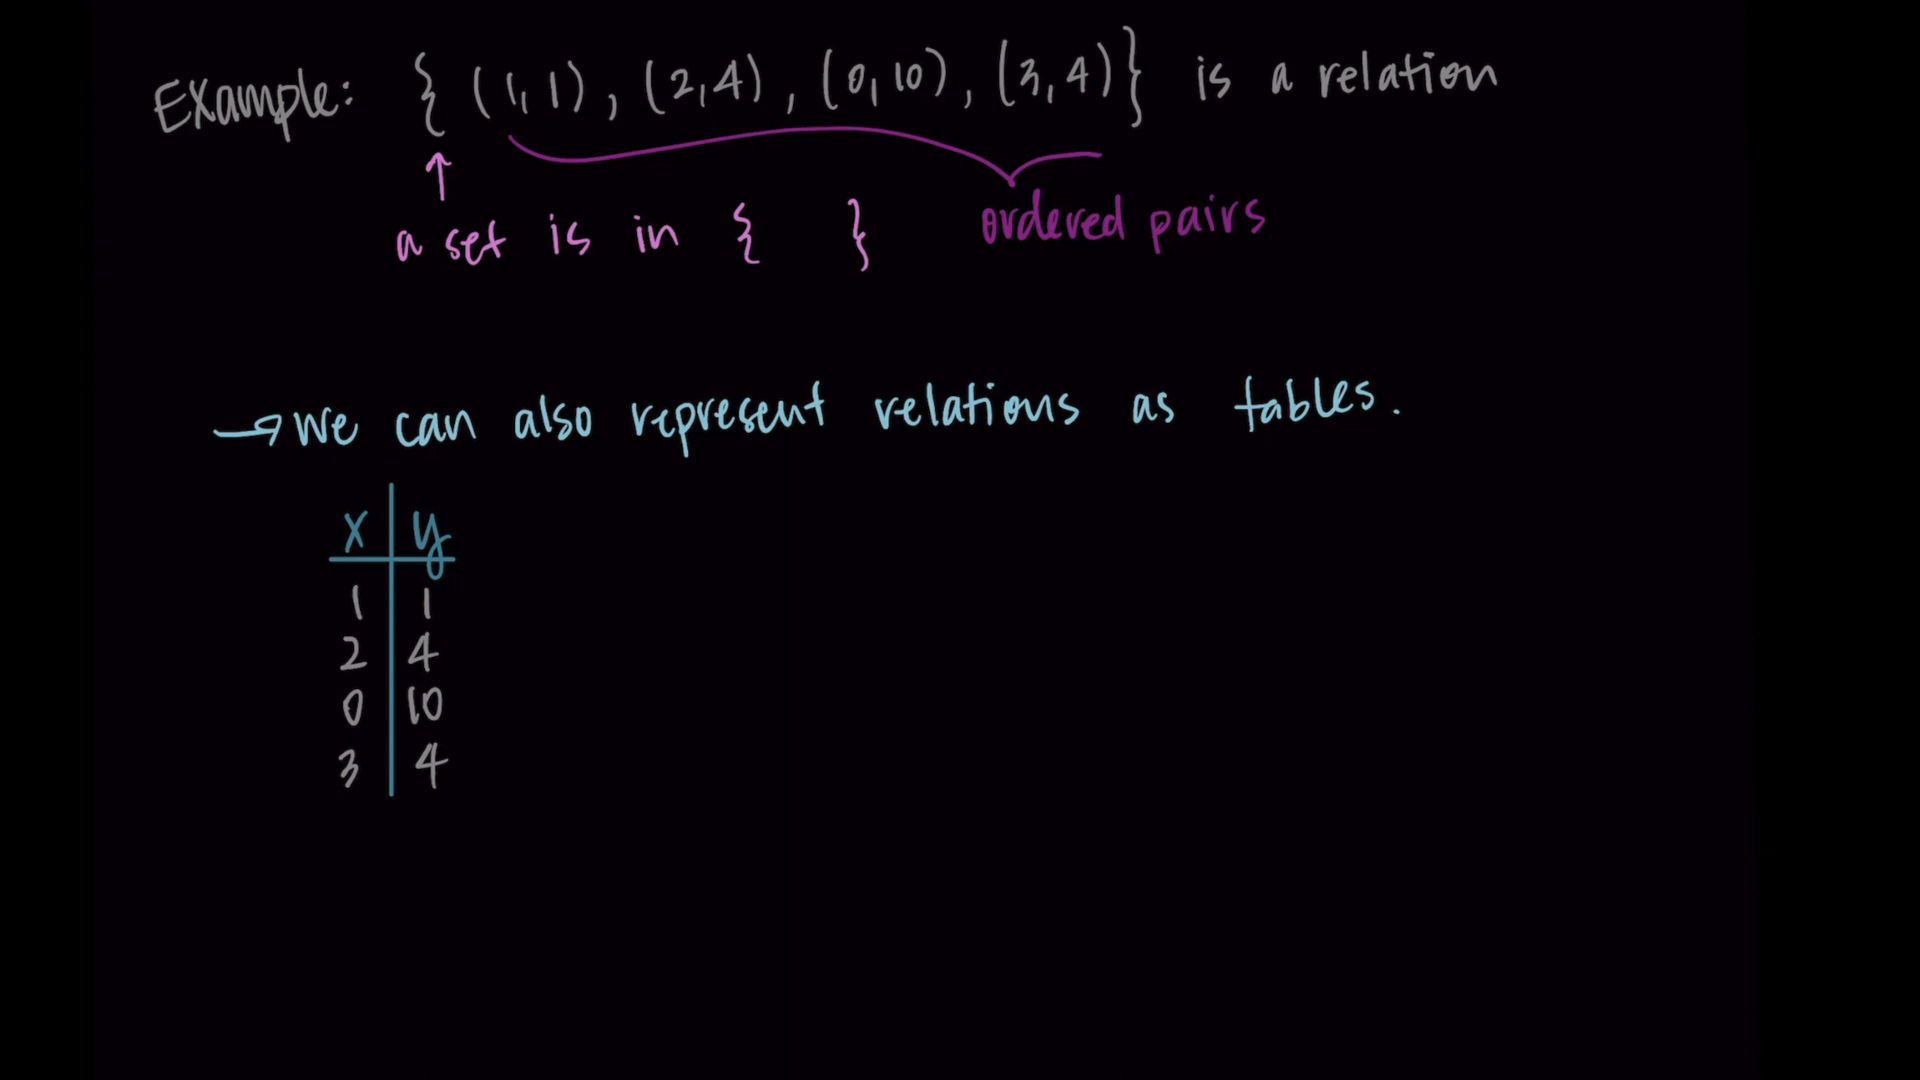 Example: { (1,1), (2,4), (0,10), (3,4)} is a relation
a set is in { }
ordered pairs
→ We can also represent relations as tables.
x y
1 1
2 4
0 10
3 4